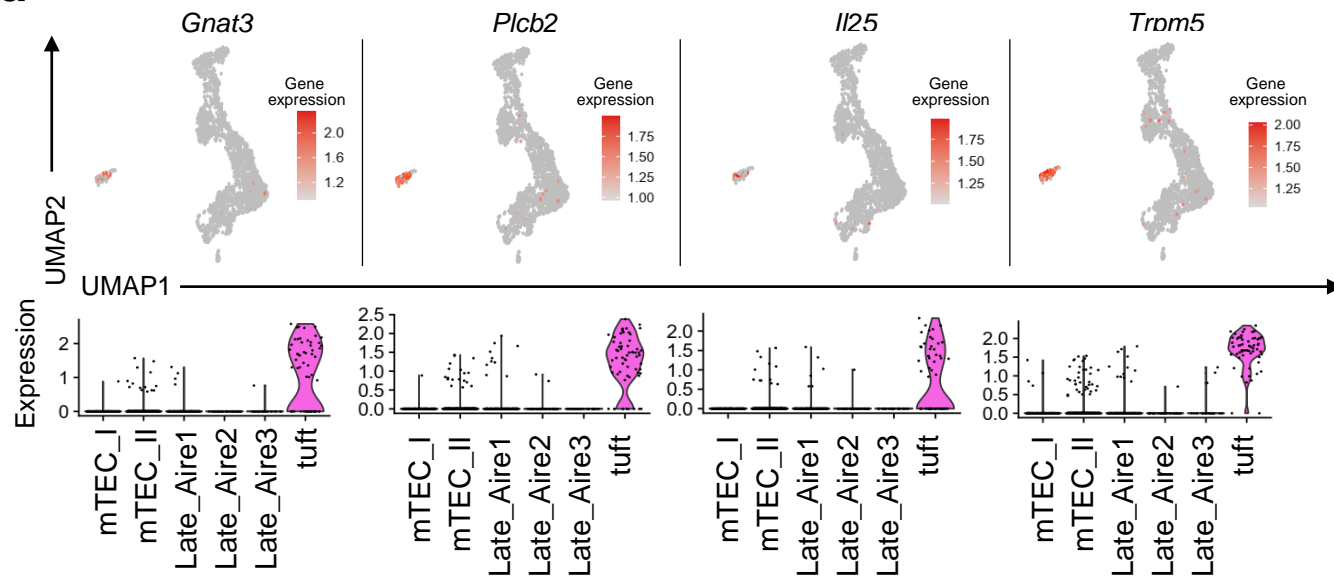 Gnat3
Plcb2
Il25
Trpm5
UMAP2
Gene
expression
2.0
1.6
1.2
Gene
expression
1.75
1.50
1.25
1.00
Gene
expression
1.75
1.50
1.25
Gene
expression
2.00
1.75
1.50
1.25
UMAP1
Expression
2
1
0
mTEC_I
mTEC_II
Late_Aire1
Late_Aire2
Late_Aire3
tuft
2.5
2.0
1.5
1.0
0.5
0.0
mTEC_I
mTEC_II
Late_Aire1
Late_Aire2
Late_Aire3
tuft
2.0
1.5
1.0
0.5
0.0
mTEC_I
mTEC_II
Late_Aire1
Late_Aire2
Late_Aire3
tuft
2.0
1.5
1.0
0.5
0.0
mTEC_I
mTEC_II
Late_Aire1
Late_Aire2
Late_Aire3
tuft